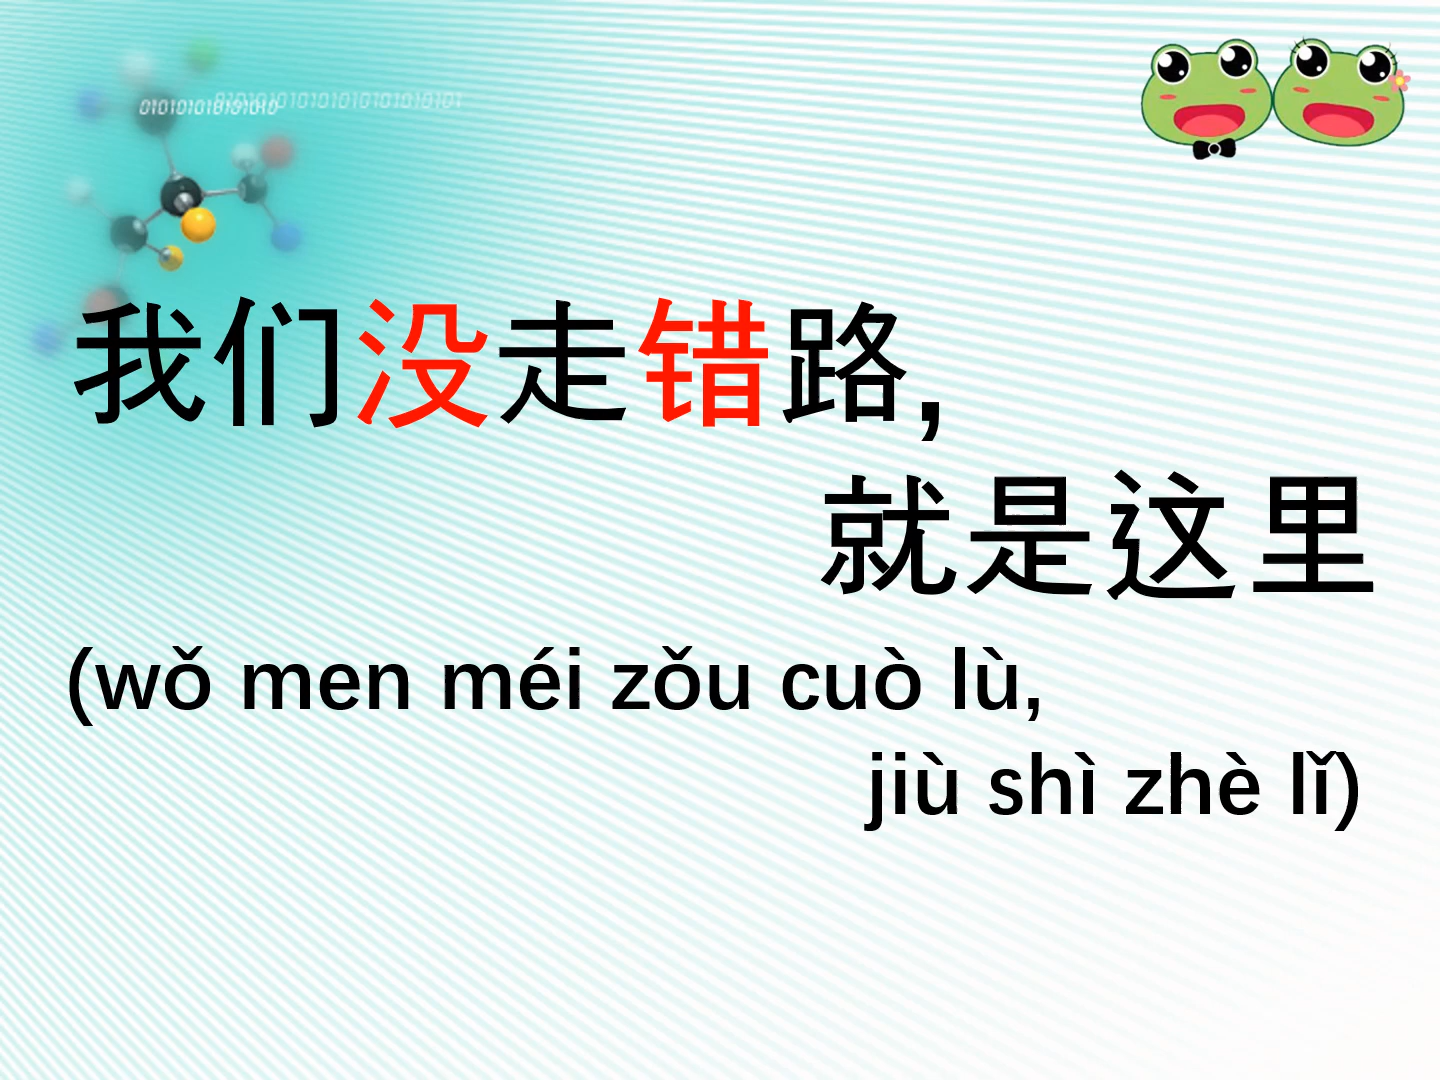 我们没走错路,
就是这里
(wǒ men méi zǒu cuò lù,
jiù shì zhè lǐ)